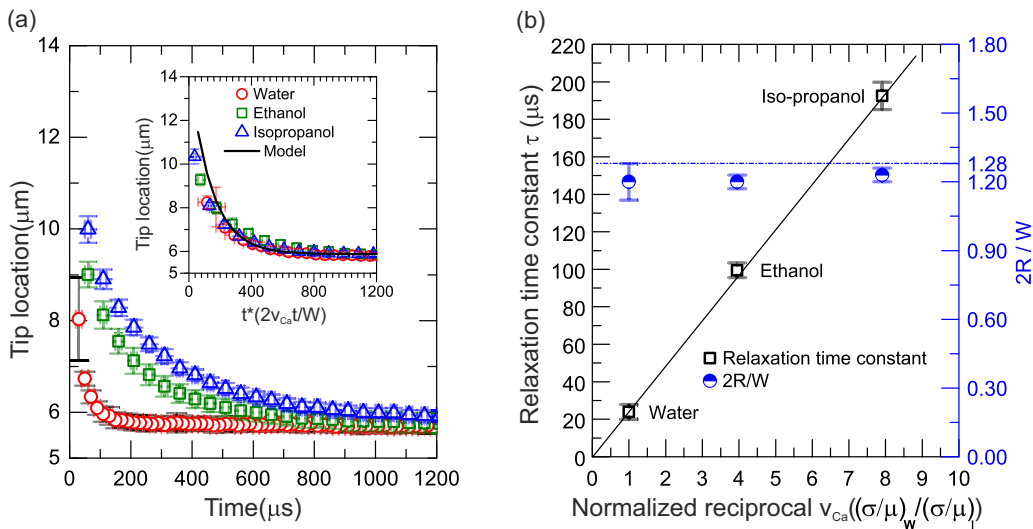 (a)
14
12
10
8
6
5
Tip location(μm)
0 200 400 600 800 1000 1200
Time(μs)
14
12
10
8
6
5
Tip location(μm)
0 400 800 1200
t*(2v_Ca t/W)
Water
Ethanol
Isopropanol
Model
(b)
220
200
180
160
140
120
100
80
60
40
20
0
Relaxation time constant τ (μs)
0 1 2 3 4 5 6 7 8 9 10
Normalized reciprocal v_Ca((σ/μ)_W/(σ/μ)_l)
Iso-propanol
Ethanol
Water
Relaxation time constant
2R/W
1.80
1.50
1.28
1.20
0.90
0.60
0.30
0.00
2R / W